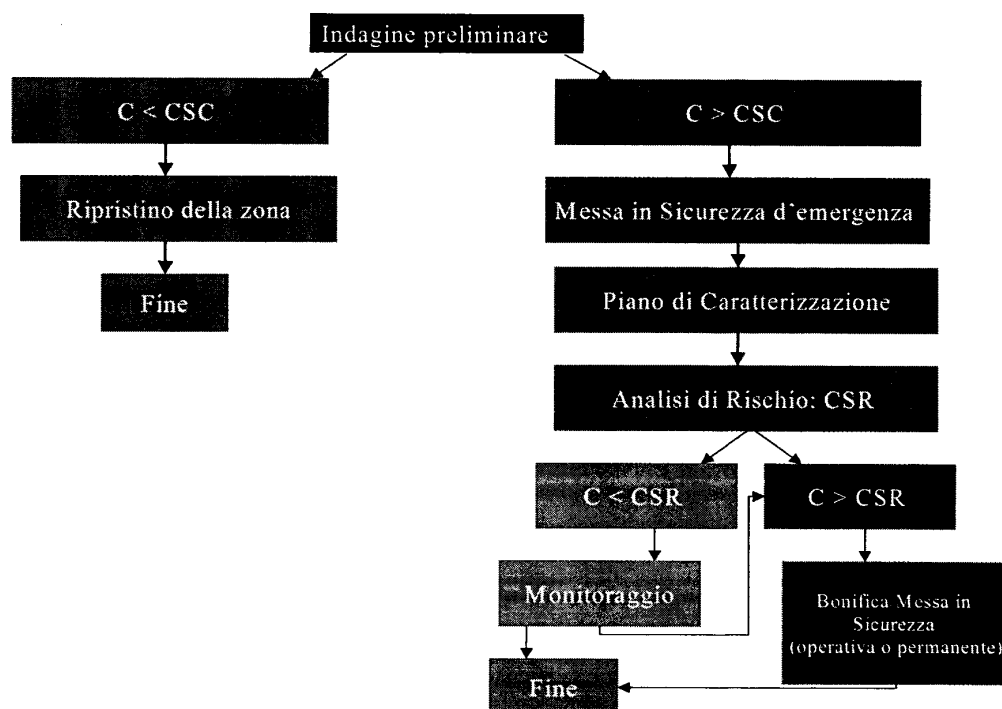 Indagine preliminare
C < CSC
C > CSC
Ripristino della zona
Messa in Sicurezza d'emergenza
Fine
Piano di Caratterizzazione
Analisi di Rischio: CSR
C < CSR
C > CSR
Monitoraggio
Bonifica Messa in
Sicurezza
(operativa o permanente)
Fine